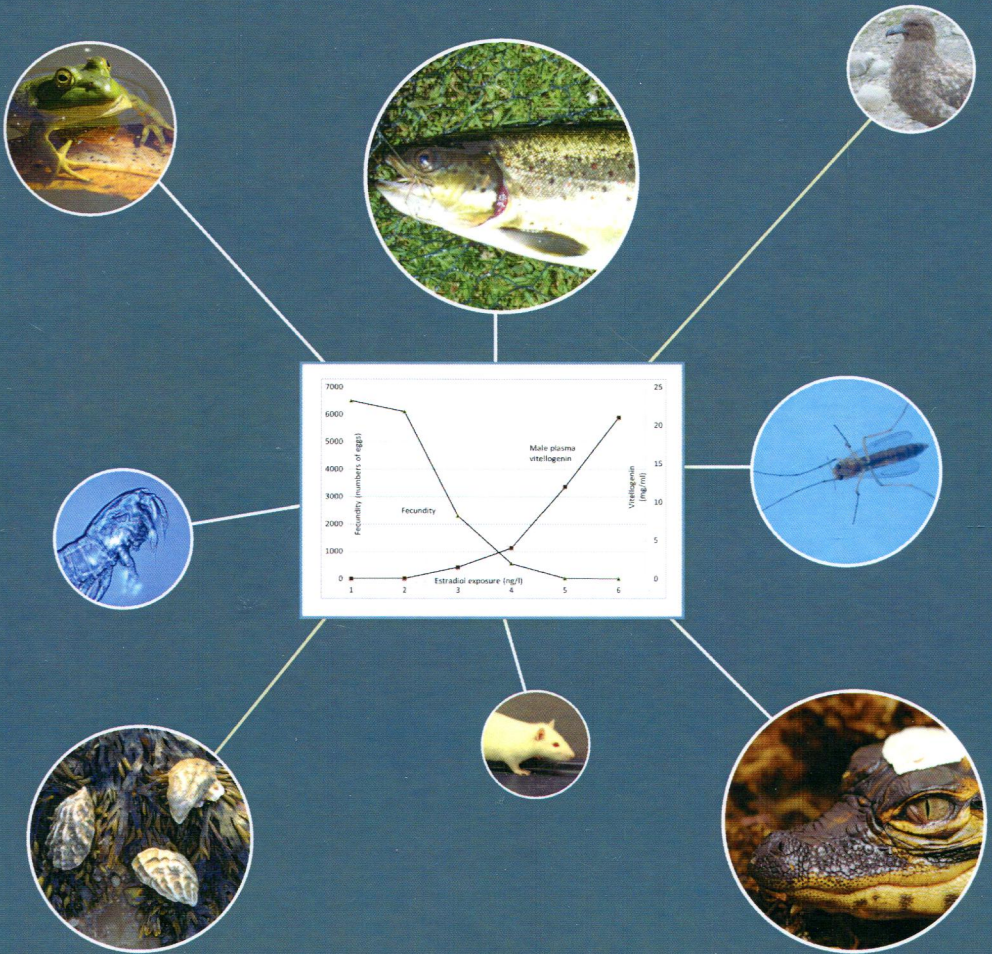 7000
6000
5000
4000
3000
2000
1000
0
Fecundity (numbers of eggs)
Fecundity
Male plasma
vitellogenin
Estradiol exposure (ng/l)
1 2 3 4 5 6
25
20
15
10
5
0
Vitellogenin
(mg/ml)